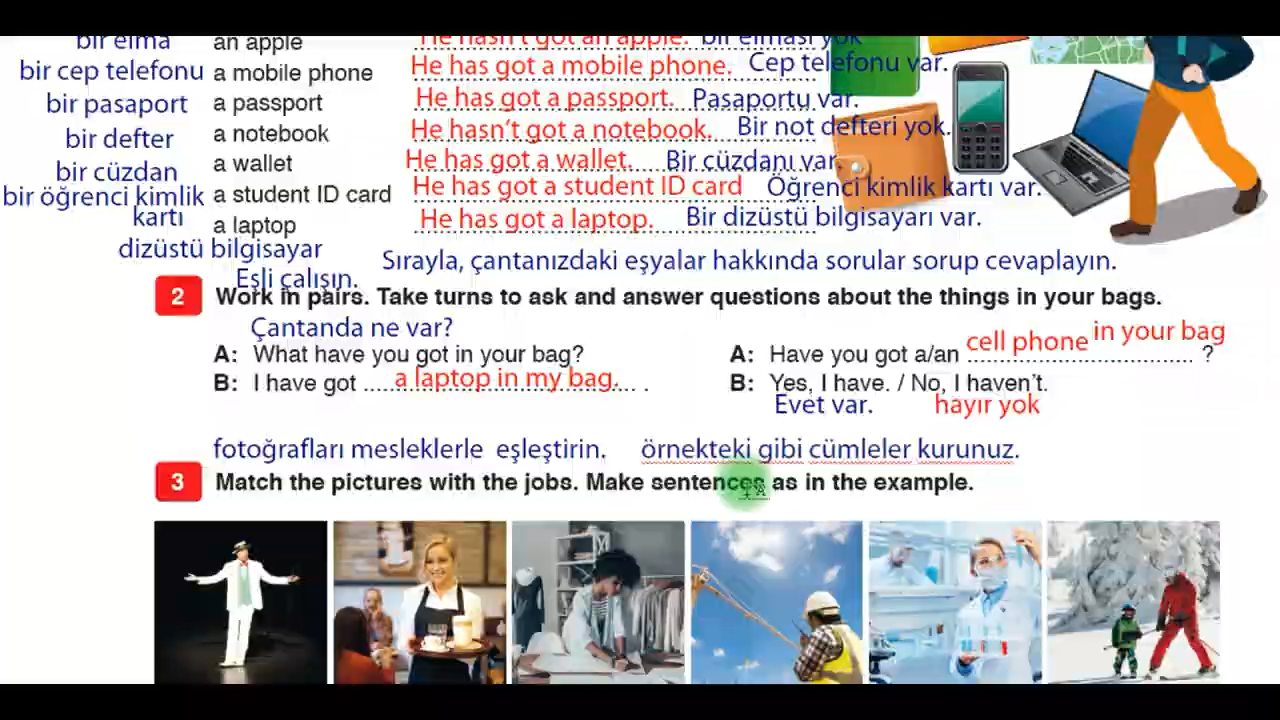 bir elma an apple He hasn't got an apple. bir elması yok
bir cep telefonu a mobile phone He has got a mobile phone. Cep telefonu var.
bir pasaport a passport He has got a passport. Pasaportu var.
bir defter a notebook He hasn't got a notebook. Bir not defteri yok.
bir cüzdan a wallet He has got a wallet. Bir cüzdanı var.
bir öğrenci kimlik kartı a student ID card He has got a student ID card Öğrenci kimlik kartı var.
dizüstü bilgisayar a laptop He has got a laptop. Bir dizüstü bilgisayarı var.
Eşli çalışın. Sırayla, çantanızdaki eşyalar hakkında sorular sorup cevaplayın.
2 Work in pairs. Take turns to ask and answer questions about the things in your bags.
Çantanda ne var?
A: What have you got in your bag?
B: I have got a laptop in my bag. .
A: Have you got a/an cell phone in your bag ?
B: Yes, I have. / No, I haven't.
Evet var. hayır yok
fotoğrafları mesleklerle eşleştirin. örnekteki gibi cümleler kurunuz.
3 Match the pictures with the jobs. Make sentences as in the example.